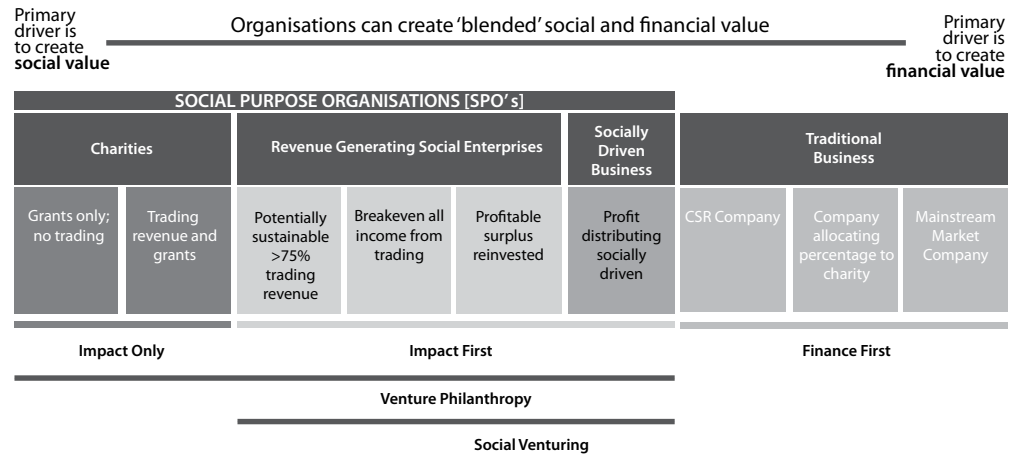 Primary
driver is
to create
social value
Organisations can create ‘blended’ social and financial value
Primary
driver is
to create
financial value
SOCIAL PURPOSE ORGANISATIONS [SPO’ s]
Charities
Revenue Generating Social Enterprises
Socially
Driven
Business
Traditional
Business
Grants only;
no trading
Trading
revenue and
grants
Potentially
sustainable
>75%
trading
revenue
Breakeven all
income from
trading
Profitable
surplus
reinvested
Profit
distributing
socially
driven
CSR Company
Company
allocating
percentage to
charity
Mainstream
Market
Company
Impact Only
Impact First
Finance First
Venture Philanthropy
Social Venturing